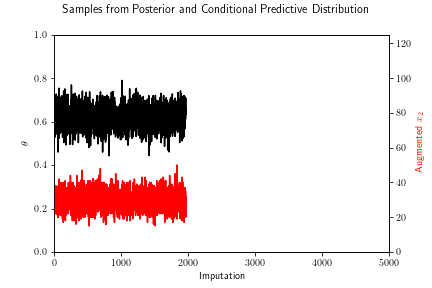 Samples from Posterior and Conditional Predictive Distribution
1.0
0.8
0.6
0.4
0.2
0.0
θ
120
100
80
60
40
20
0
Augmented x₂
0 1000 2000 3000 4000 5000
Imputation